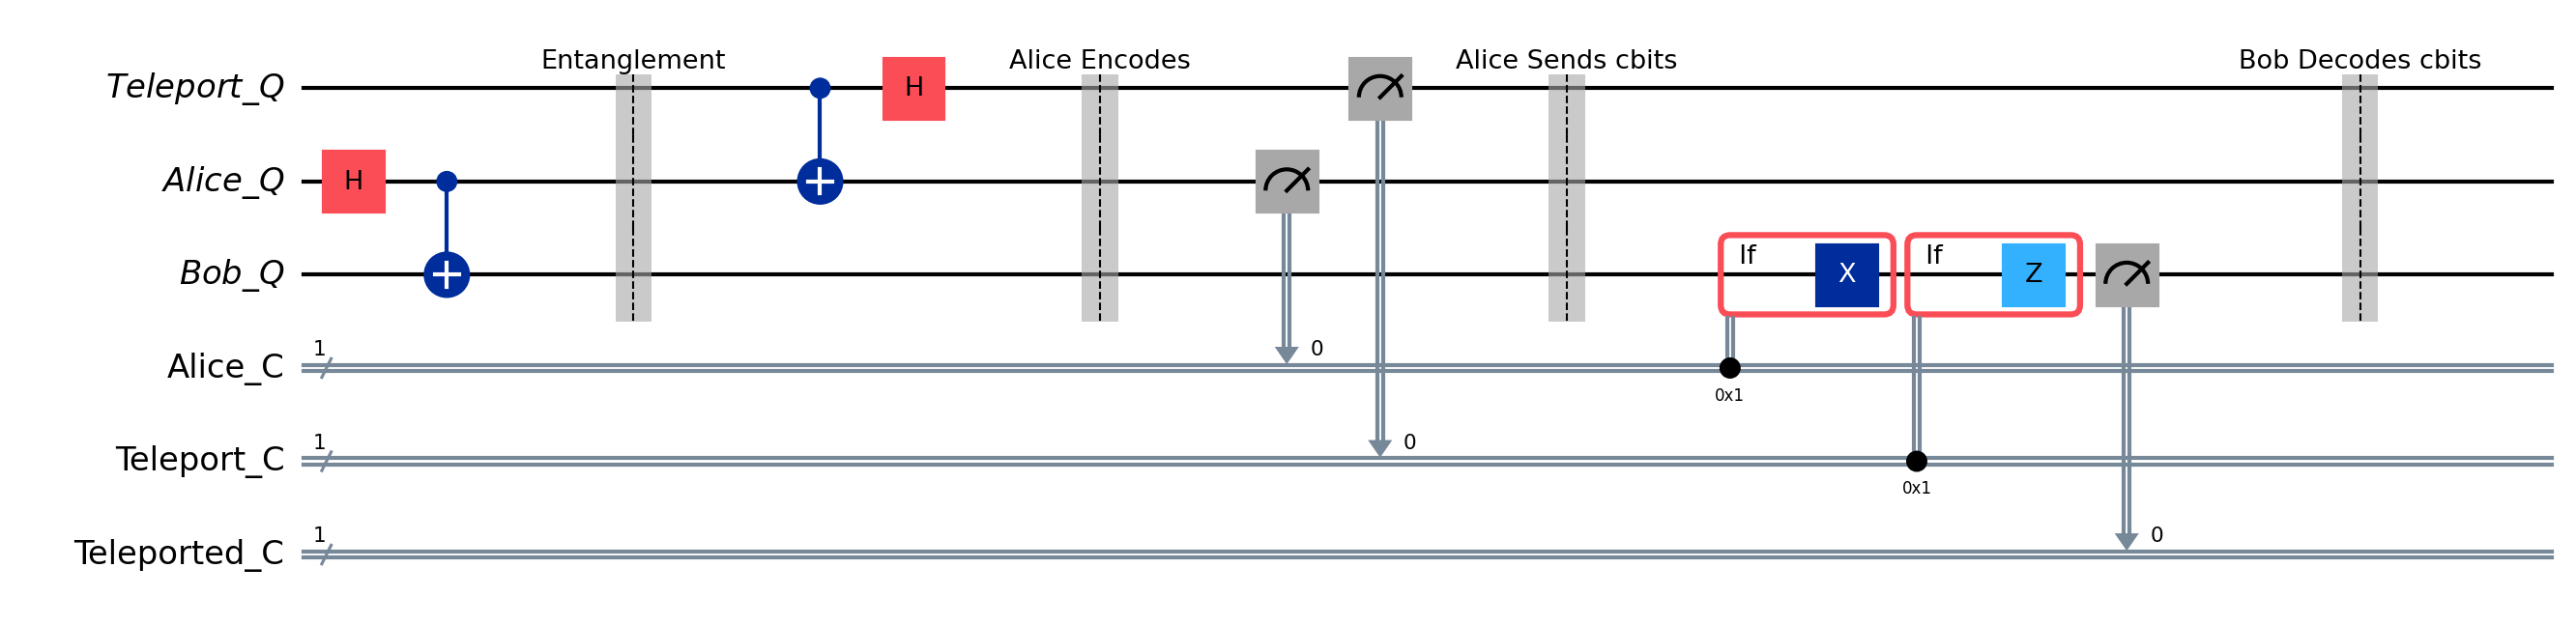 Entanglement Alice Encodes Alice Sends cbits Bob Decodes cbits
Teleport_Q H
Alice_Q H
Bob_Q If X If Z
Alice_C 1 0 0x1
Teleport_C 1 0 0x1
Teleported_C 1 0